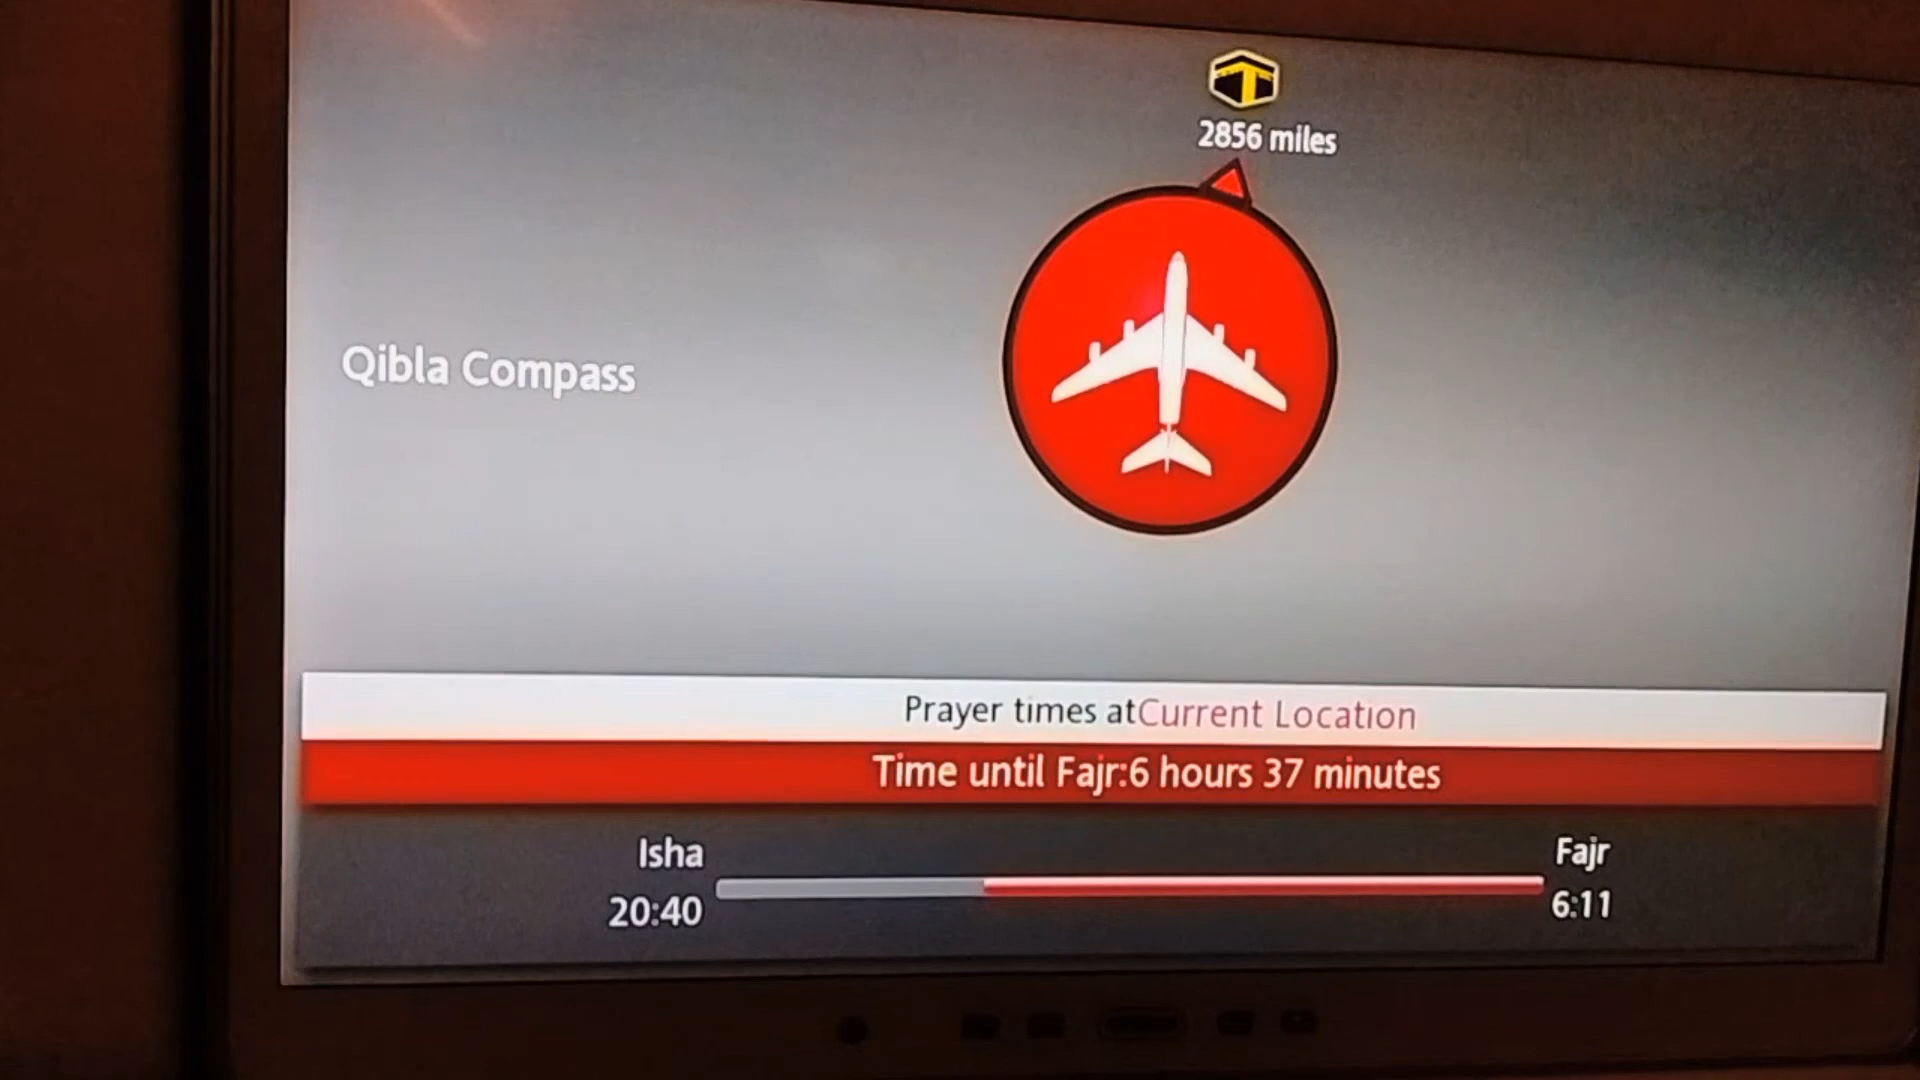 2856 miles
Qibla Compass
Prayer times atCurrent Location
Time until Fajr:6 hours 37 minutes
Isha
Fajr
20:40
6:11